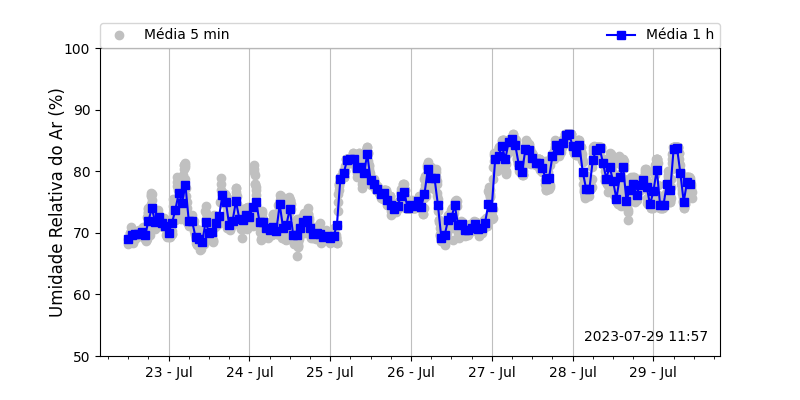 Média 5 min
Média 1 h
Umidade Relativa do Ar (%)
100
90
80
70
60
50
2023-07-29 11:57
23 - Jul
24 - Jul
25 - Jul
26 - Jul
27 - Jul
28 - Jul
29 - Jul